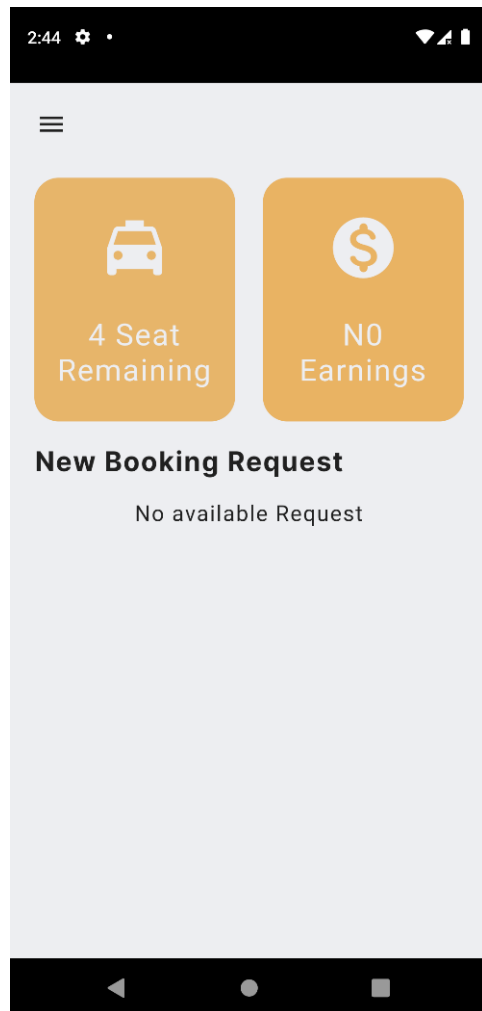 2:44
4 Seat
Remaining
N0
Earnings
New Booking Request
No available Request